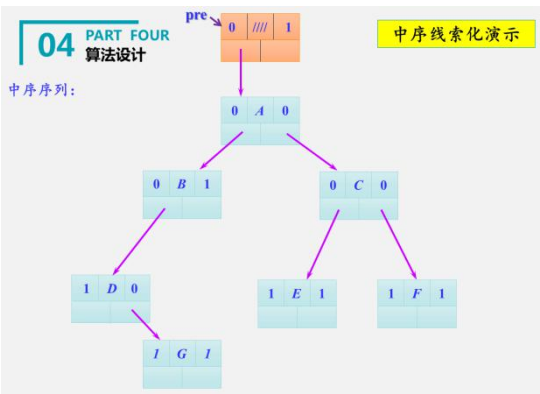 pre
0 //// 1
04
PART FOUR
算法设计
中序线索化演示
中序序列：
0 A 0
0 B 1
0 C 0
1 D 0
1 E 1
1 F 1
1 G 1